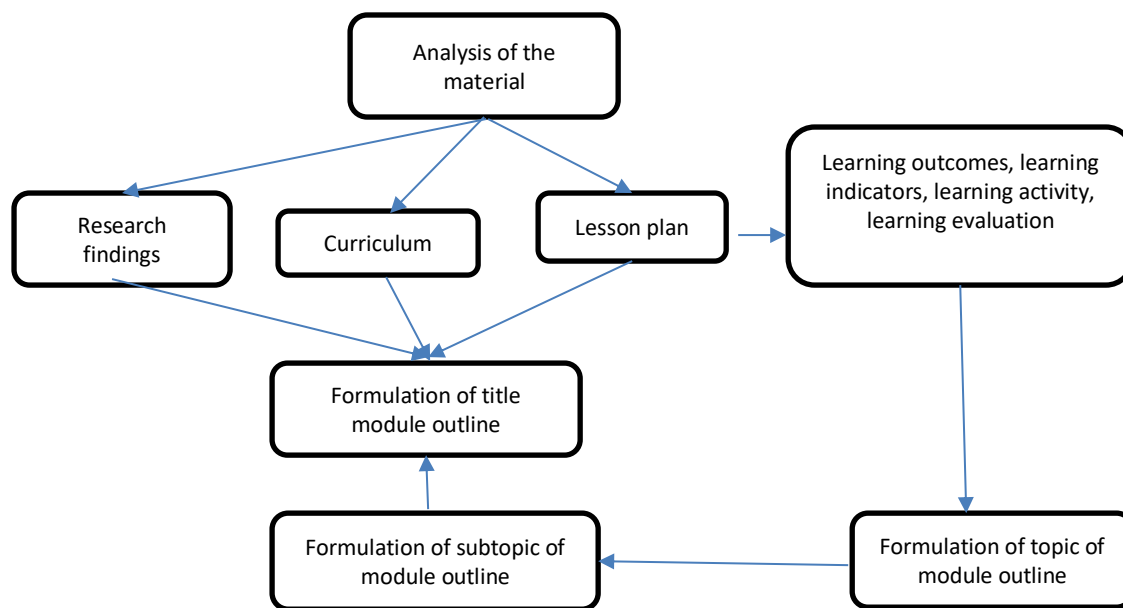 Analysis of the
material
Learning outcomes, learning
indicators, learning activity,
learning evaluation
Research
findings
Curriculum
Lesson plan
Formulation of title
module outline
Formulation of subtopic of
module outline
Formulation of topic of
module outline